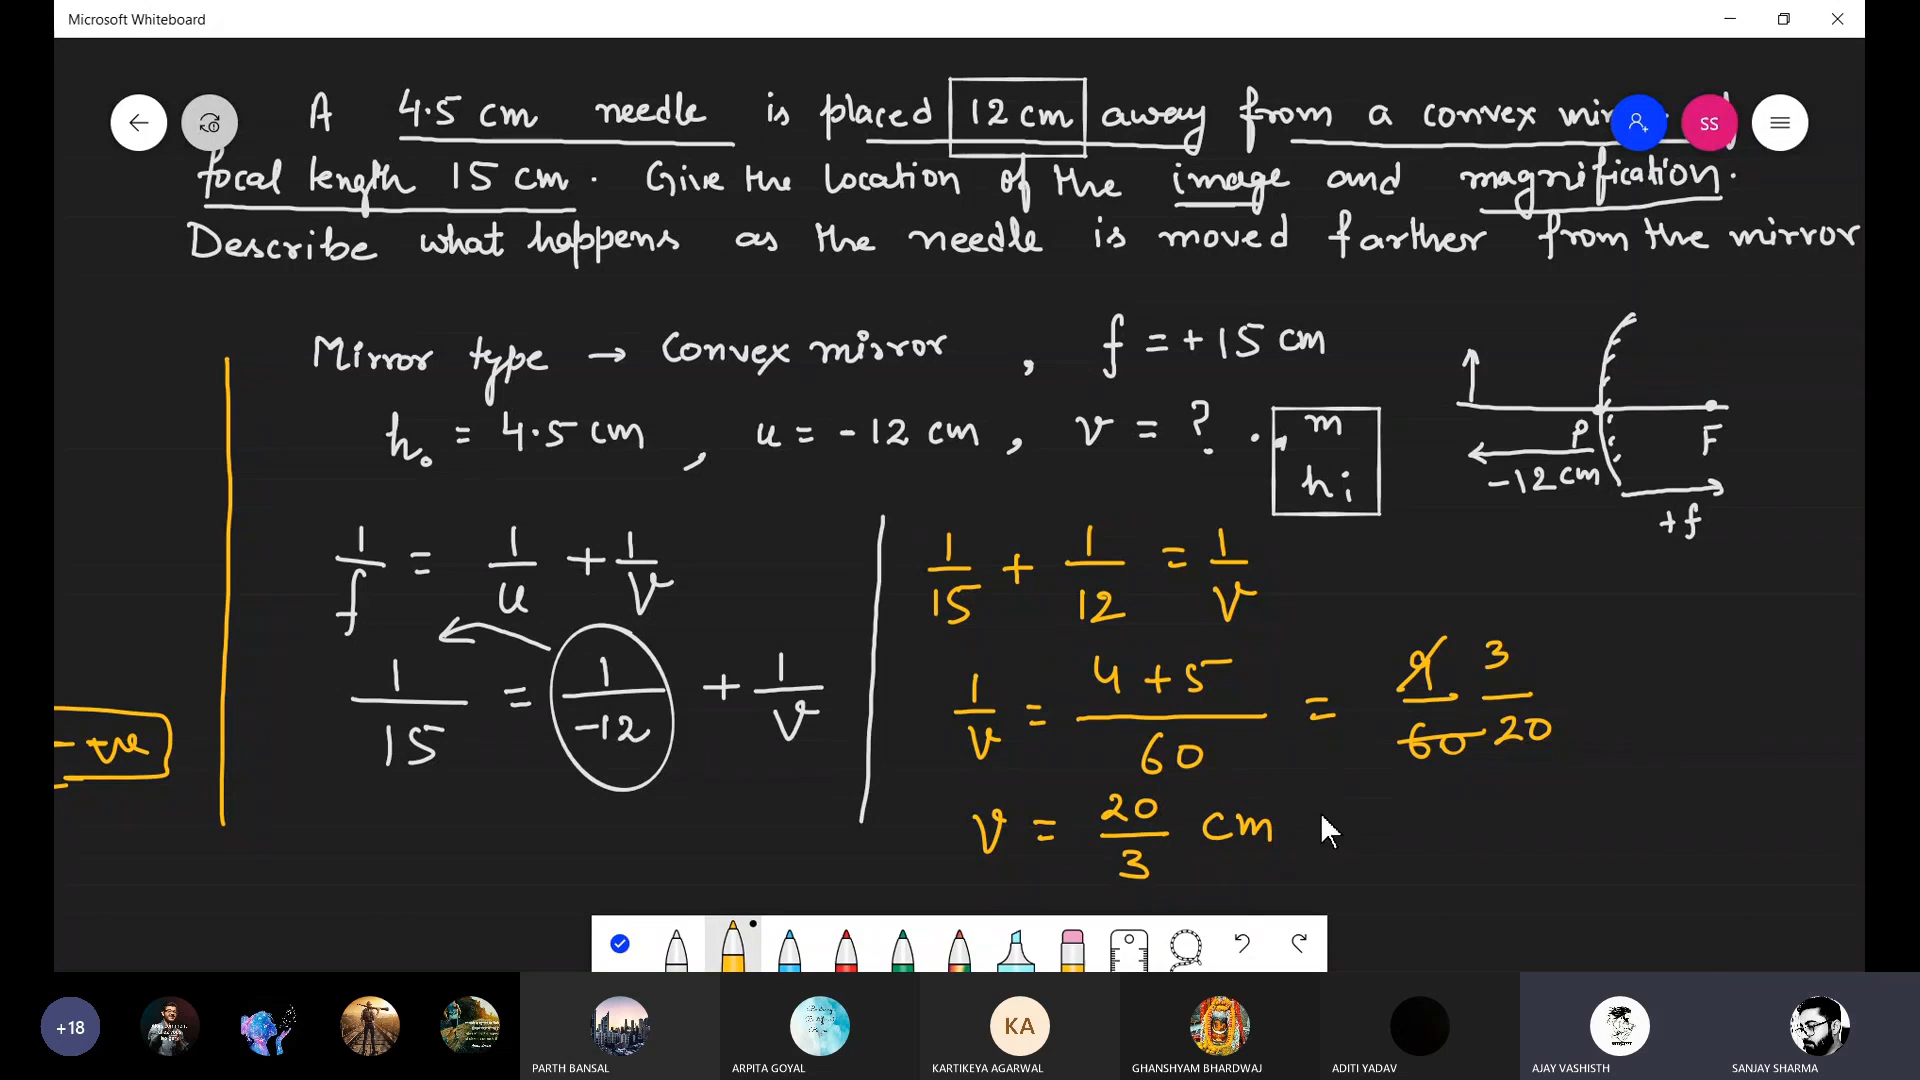 Microsoft Whiteboard
A 4.5 cm needle is placed 12 cm away from a convex
SS
focal length 15 cm. Give the location of the image and magnification.
Describe what happens as the needle is moved farther from the mirror
Mirror type → Convex mirror, f = +15 cm
h₀ = 4.5 cm, u = -12 cm, v = ? . m
hi
P F
-12 cm
+f
1/f = 1/u + 1/v
1/15 = 1/-12 + 1/v
1/15 + 1/12 = 1/v
1/v = 4+5/60 = 9/60 3/20
v = 20/3 cm
- +ve
+18
KA
PARTH BANSAL
ARPITA GOYAL
KARTIKEYA AGARWAL
GHANSHYAM BHARDWAJ
ADITI YADAV
AJAY VASHISTH
SANJAY SHARMA